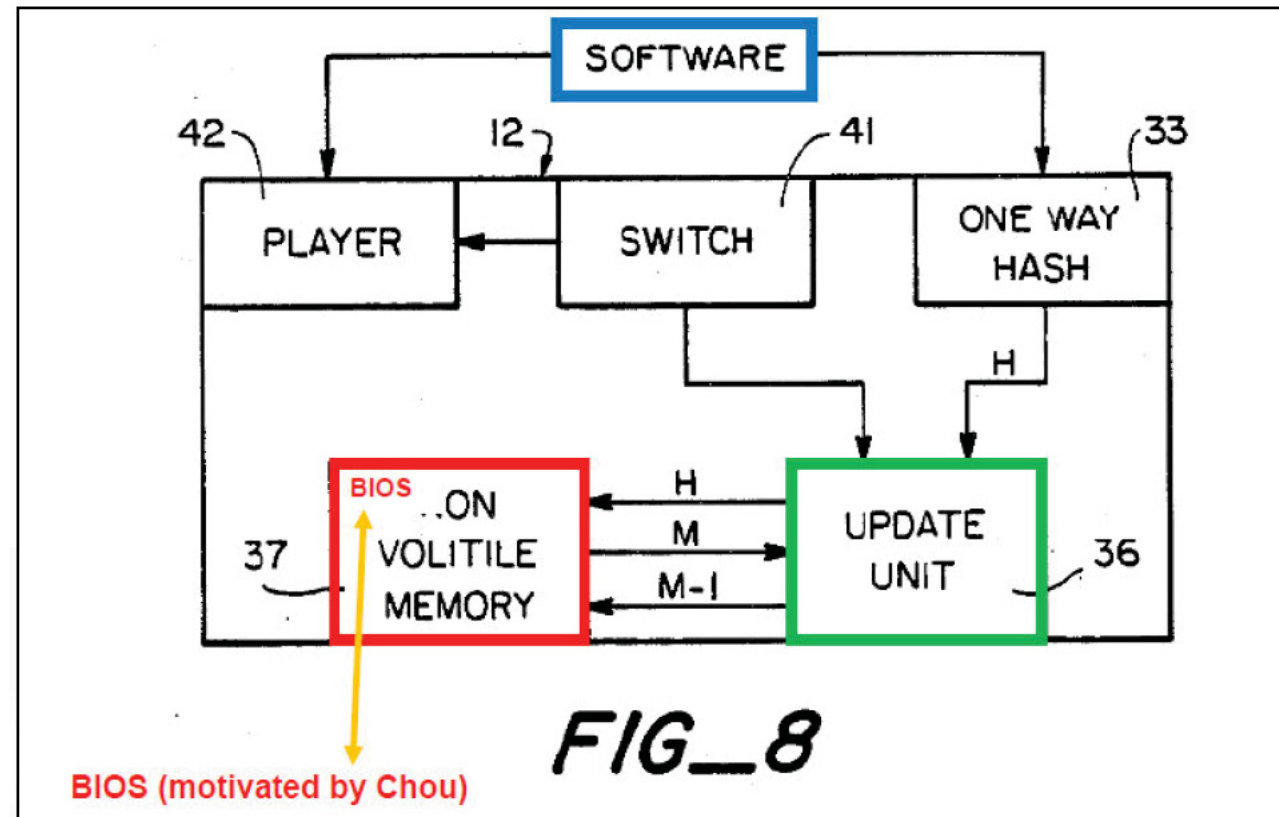 SOFTWARE
42
12
41
33
PLAYER
SWITCH
ONE WAY
HASH
H
BIOS
..ON
VOLITILE
MEMORY
37
H
M
M-1
UPDATE
UNIT
36
FIG_8
BIOS (motivated by Chou)